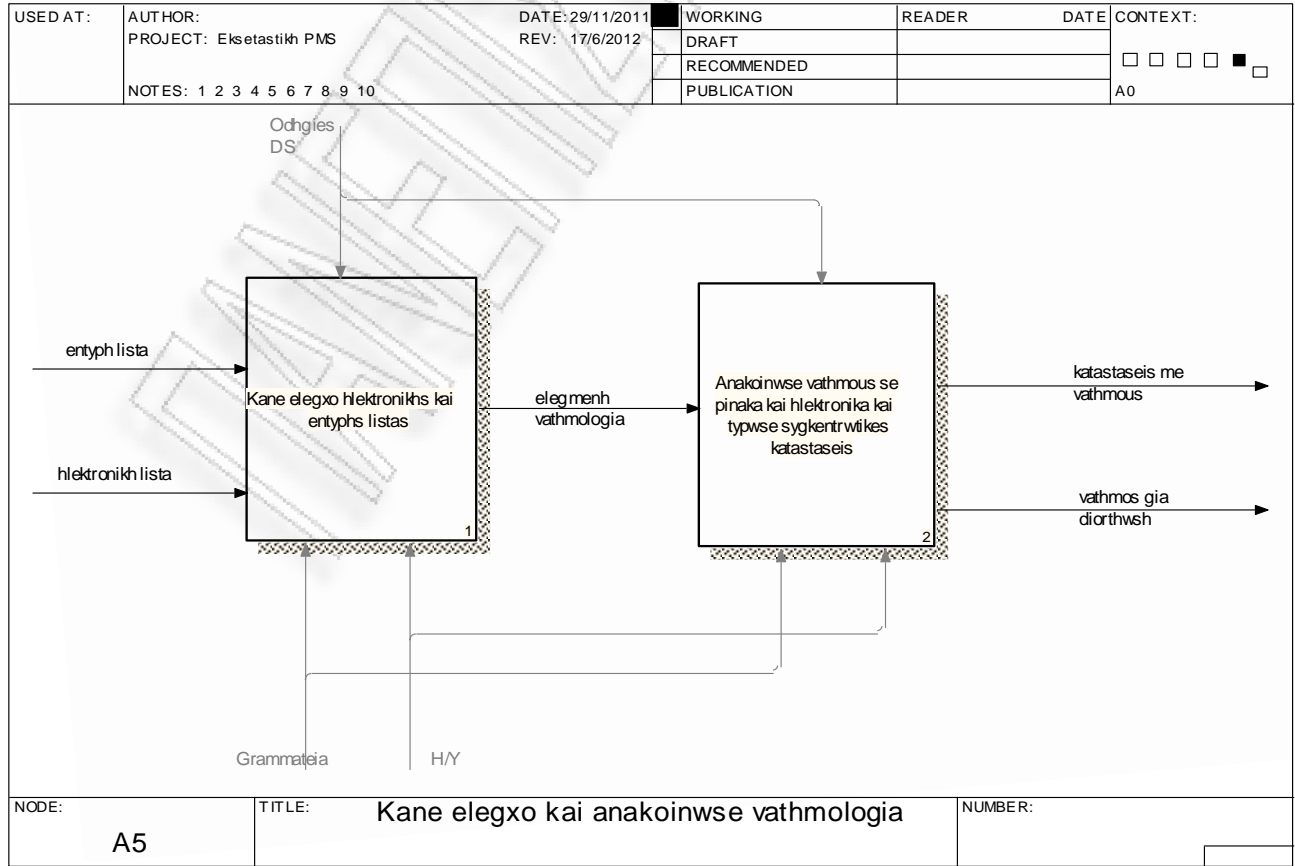 USED AT:
AUTHOR:
DATE: 29/11/2011
PROJECT: Eksetastikh PMS
REV: 17/6/2012
NOTES: 1 2 3 4 5 6 7 8 9 10
WORKING
DRAFT
RECOMMENDED
PUBLICATION
READER
DATE
CONTEXT:
A0
Odhgies
DS
entyph lista
hlektronikh lista
Kane elegxo hlektronikhs kai
entyphs listas
1
elegmenh
vathmologia
Anakoinwse vathmous se
pinaka kai hlektronika kai
typwse sygkentrwtikes
katastaseis
2
katastaseis me
vathmous
vathmos gia
diorthwsh
Grammateia
H/Y
NODE:
A5
TITLE:
Kane elegxo kai anakoinwse vathmologia
NUMBER: